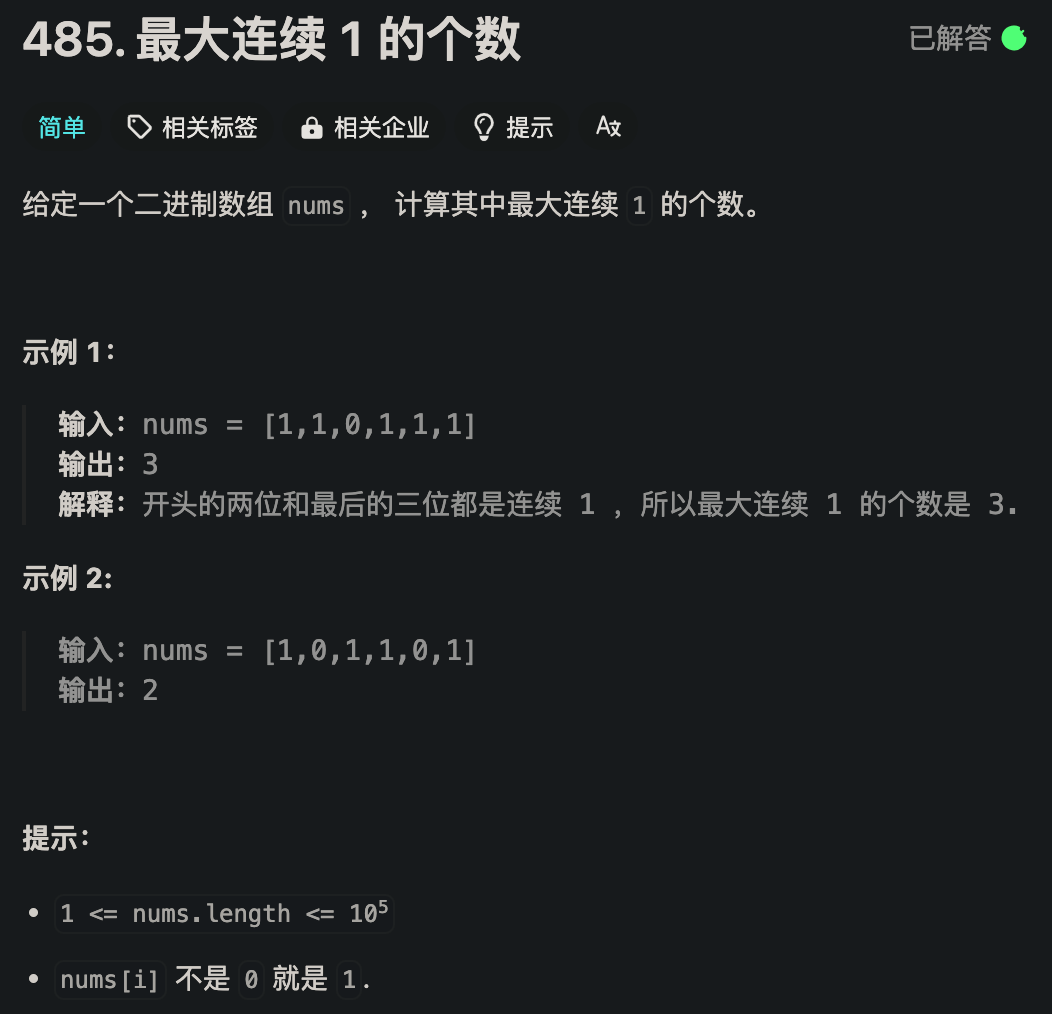 485. 最大连续 1 的个数
已解答
简单 相关标签 相关企业 提示
给定一个二进制数组 nums ， 计算其中最大连续 1 的个数。
示例 1：
输入：nums = [1,1,0,1,1,1]
输出：3
解释：开头的两位和最后的三位都是连续 1 ，所以最大连续 1 的个数是 3.
示例 2:
输入：nums = [1,0,1,1,0,1]
输出：2
提示：
• 1 <= nums.length <= 10⁵
• nums[i] 不是 0 就是 1.